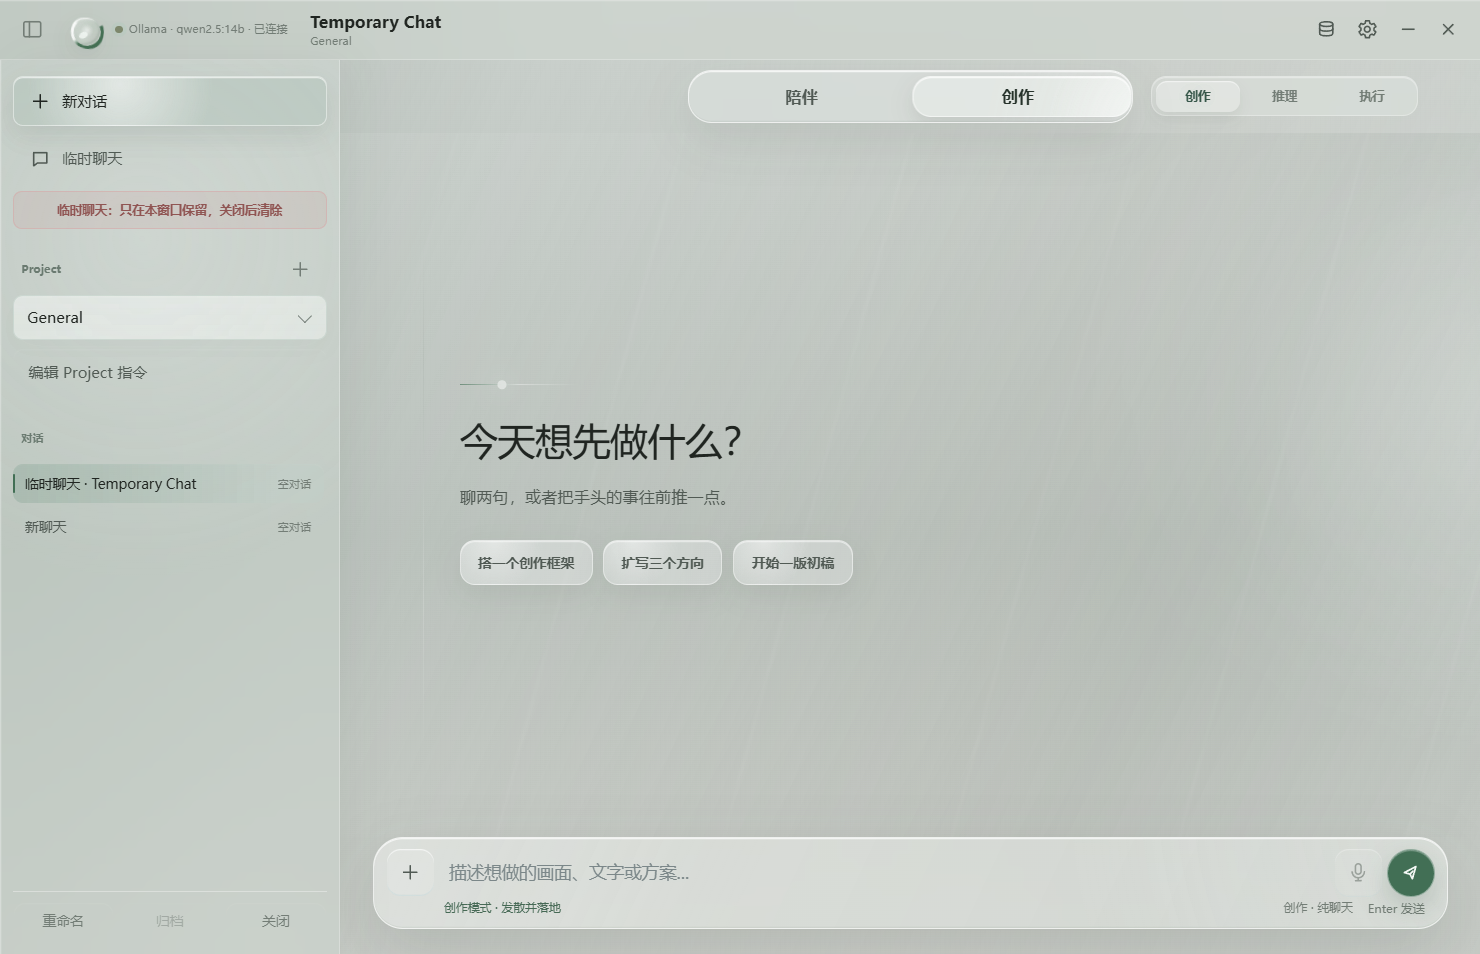 Ollama · qwen2.5:14b · 已连接
Temporary Chat
General
新对话
临时聊天
临时聊天：只在本窗口保留，关闭后清除
Project
General
编辑 Project 指令
对话
临时聊天 · Temporary Chat 空对话
新聊天 空对话
重命名 归档 关闭
陪伴 创作
创作 推理 执行
今天想先做什么？
聊两句，或者把手头的事往前推一点。
搭一个创作框架 扩写三个方向 开始一版初稿
描述想做的画面、文字或方案...
创作模式 · 发散并落地
创作 · 纯聊天 Enter 发送